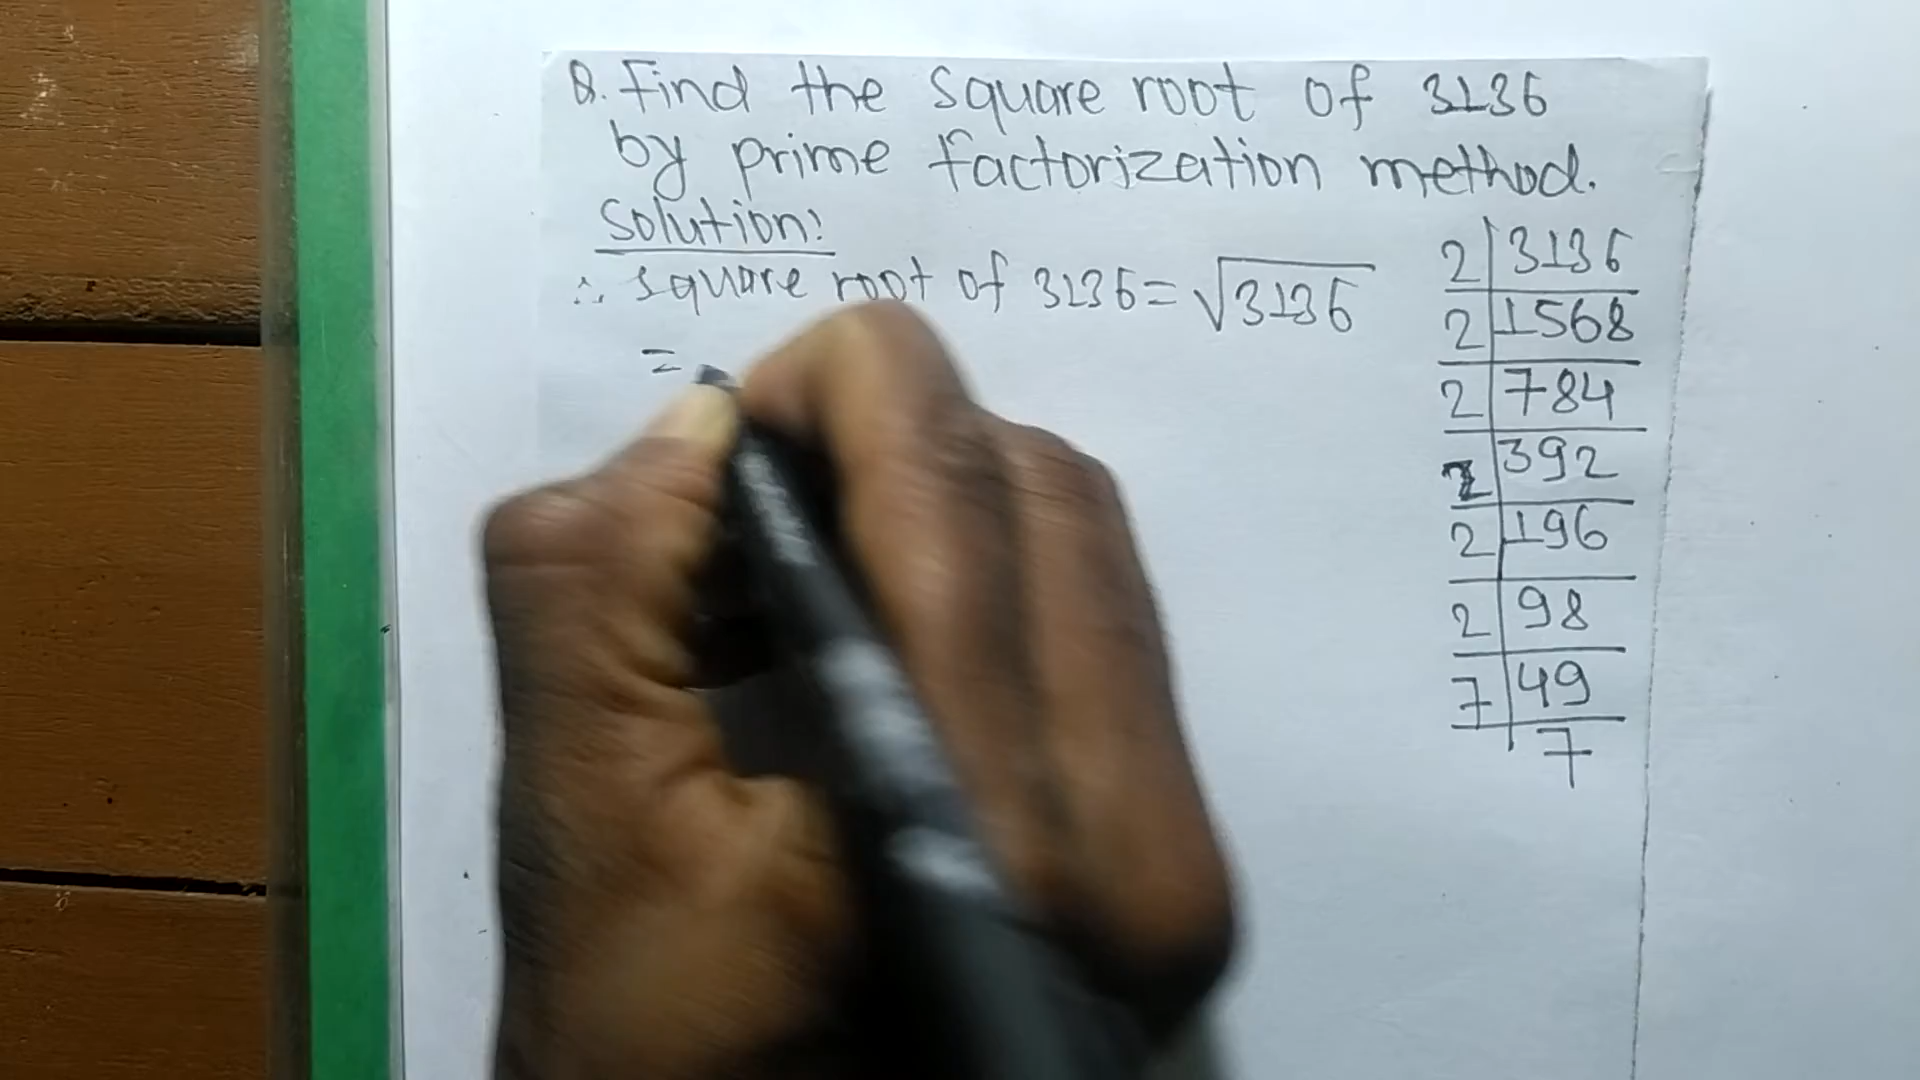 Q. Find the square root of 3136
by prime factorization method.
Solution:
∴ square root of 3136 = √3136
=
2 | 3136
2 | 1568
2 | 784
2 | 392
2 | 196
2 | 98
7 | 49
7